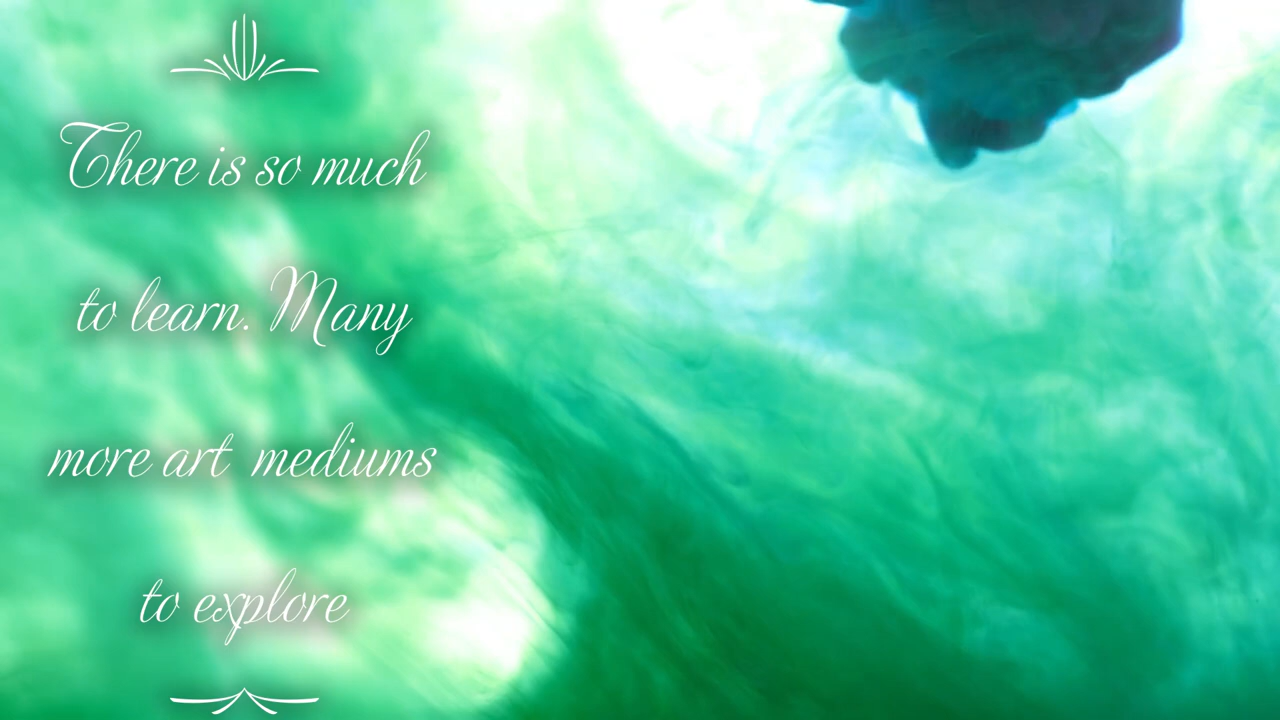 There is so much
to learn. Many
more art mediums
to explore